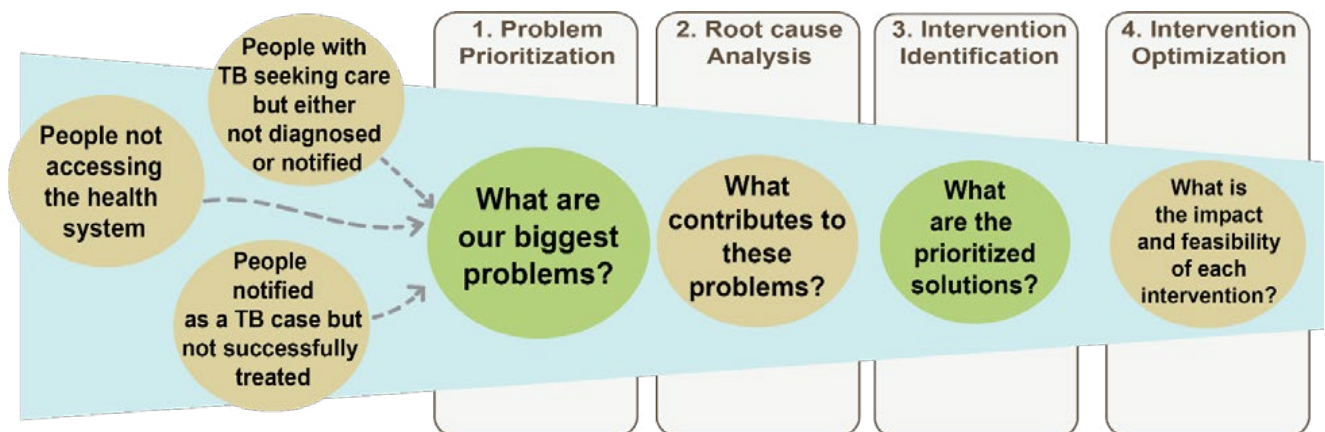 People not
accessing
the health
system
People with
TB seeking care
but either
not diagnosed
or notified
People
notified
as a TB case but
not successfully
treated
1. Problem
Prioritization
What are
our biggest
problems?
2. Root cause
Analysis
What
contributes to
these
problems?
3. Intervention
Identification
What
are the
prioritized
solutions?
4. Intervention
Optimization
What is
the impact
and feasibility
of each
intervention?